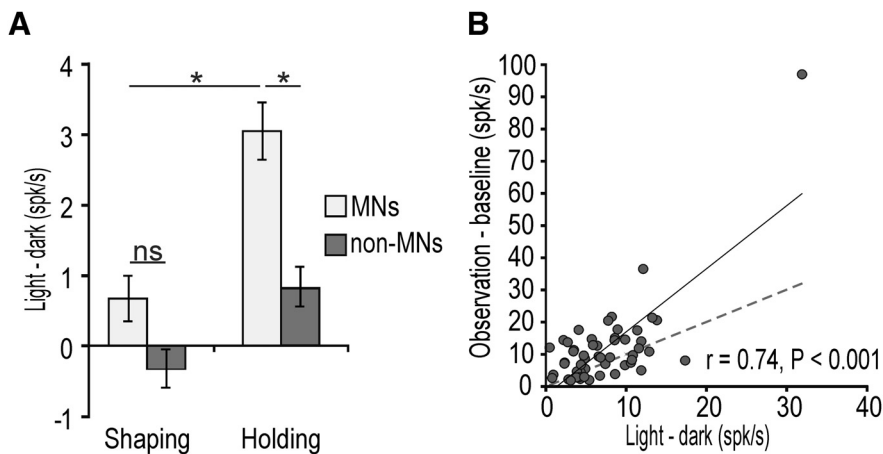 A
Light - dark (spk/s)
4
3
2
1
0
-1
*
*
ns
MNs
non-MNs
Shaping
Holding
B
Observation - baseline (spk/s)
100
90
80
70
60
50
40
30
20
10
0
r = 0.74, P < 0.001
0
10
20
30
40
Light - dark (spk/s)